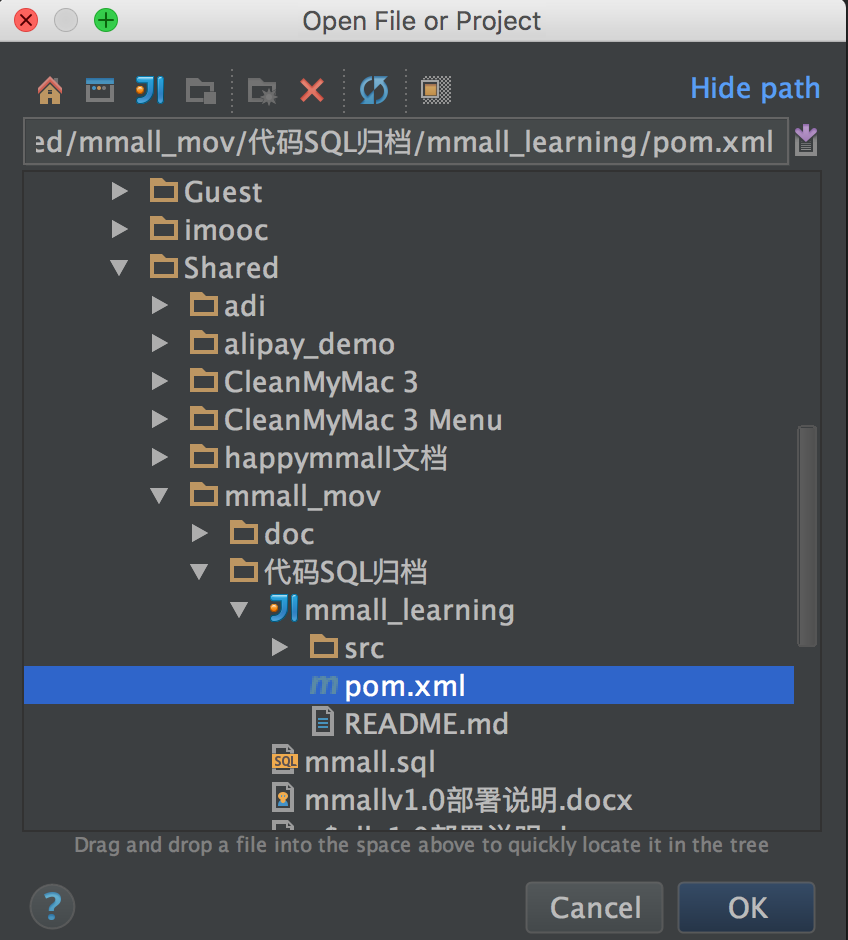 Open File or Project
Hide path
ed/mmall_mov/代码SQL归档/mmall_learning/pom.xml
Guest
imooc
Shared
adi
alipay_demo
CleanMyMac 3
CleanMyMac 3 Menu
happymmall文档
mmall_mov
doc
代码SQL归档
mmall_learning
src
m pom.xml
README.md
SQL mmall.sql
mmallv1.0部署说明.docx
Drag and drop a file into the space above to quickly locate it in the tree
?
Cancel
OK